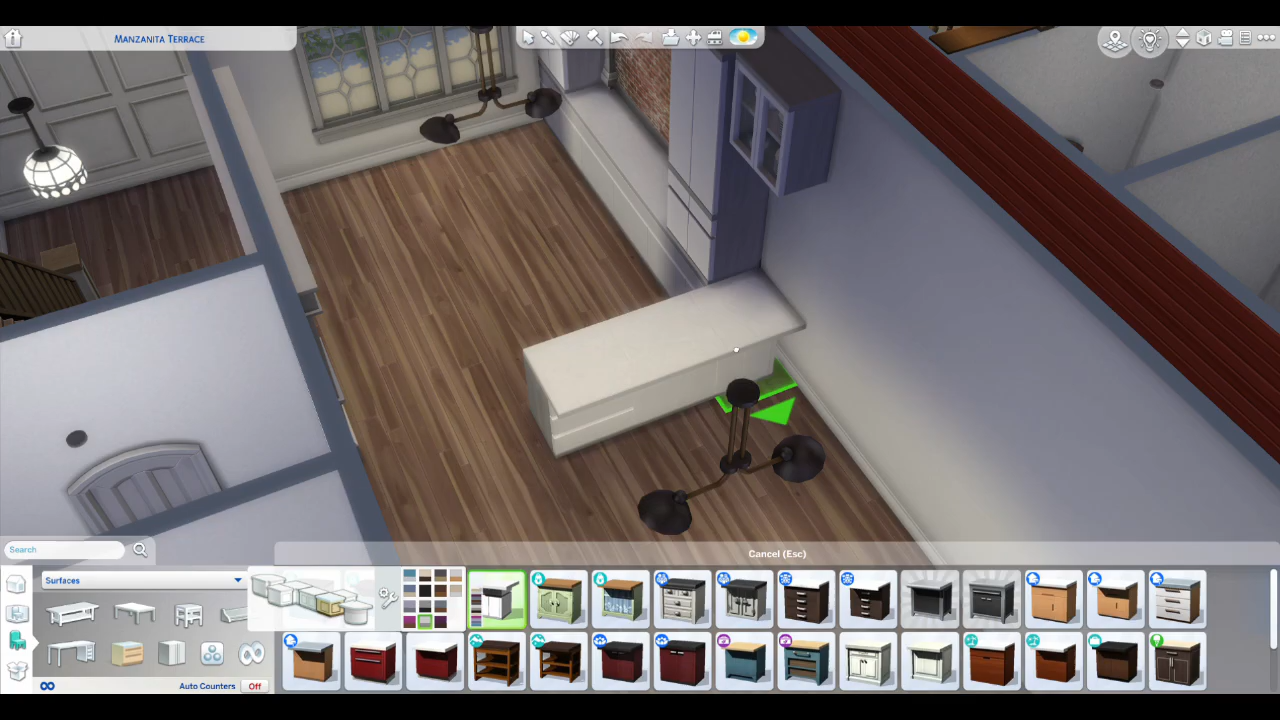 Manzanita Terrace
Cancel (Esc)
Search
Surfaces
Auto Counters Off